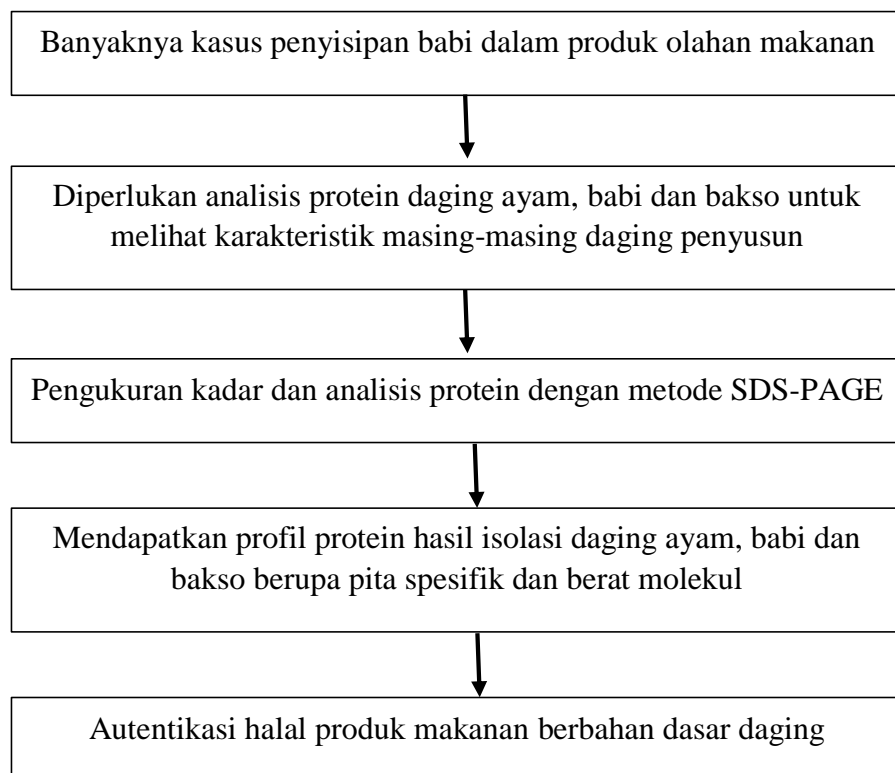 Banyaknya kasus penyisipan babi dalam produk olahan makanan
Diperlukan analisis protein daging ayam, babi dan bakso untuk
melihat karakteristik masing-masing daging penyusun
Pengukuran kadar dan analisis protein dengan metode SDS-PAGE
Mendapatkan profil protein hasil isolasi daging ayam, babi dan
bakso berupa pita spesifik dan berat molekul
Autentikasi halal produk makanan berbahan dasar daging